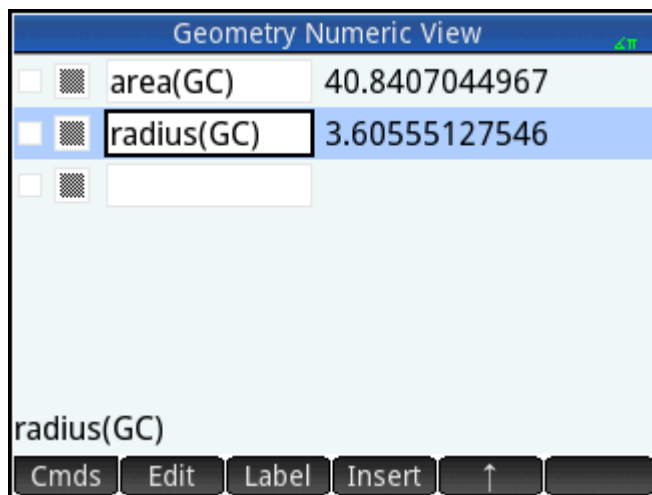 Geometry Numeric View
∡π
area(GC) 40.8407044967
radius(GC) 3.60555127546
radius(GC)
Cmds Edit Label Insert ↑